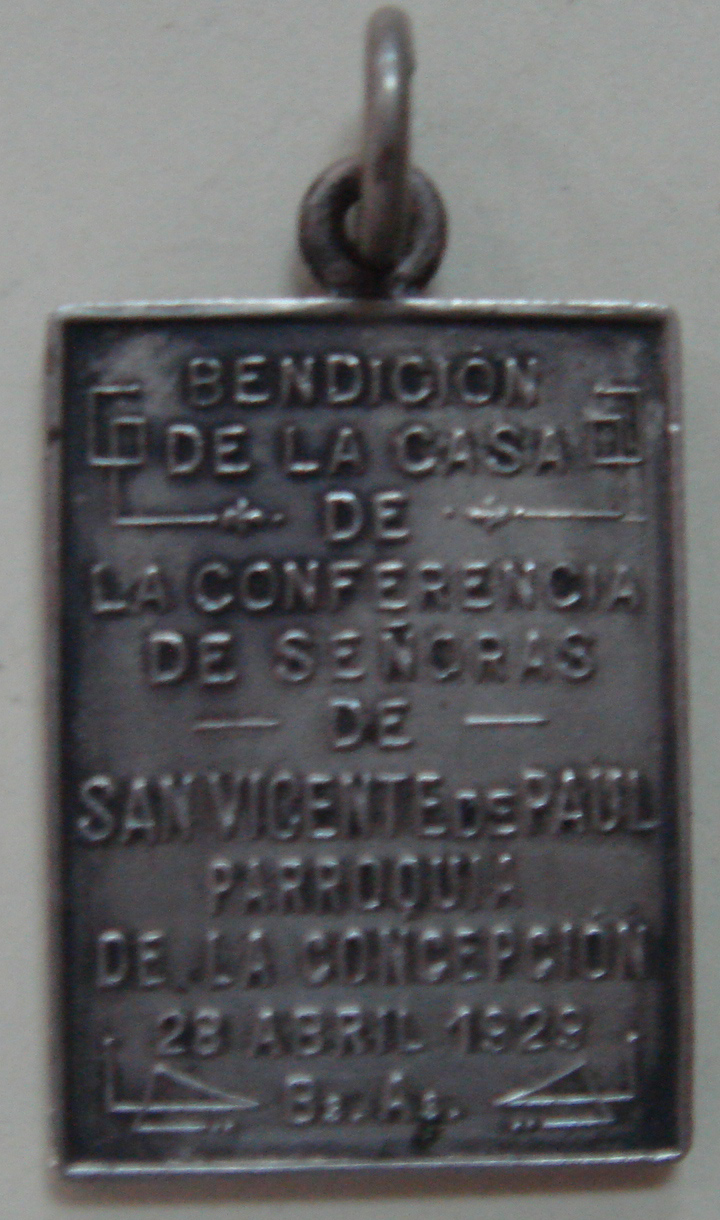 BENDICIÓN
DE LA CASA
DE
LA CONFERENCIA
DE SEÑORAS
DE
SAN VICENTE DE PAUL
PARROQUIA
DE LA CONCEPCIÓN
28 ABRIL 1929
Bs. As.